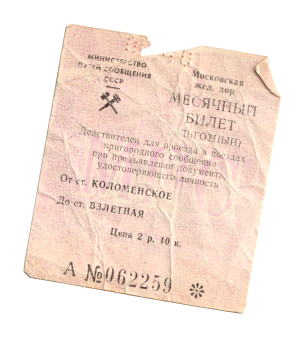 МИНИСТЕРСТВО
ПУТЕЙ СООБЩЕНИЯ
СССР
Московская
жел. дор.
МЕСЯЧНЫЙ
БИЛЕТ
(ЛЬГОТНЫЙ)
Действителен для проезда в поездах
пригородного сообщения
при предъявлении документа,
удостоверяющего личность
От ст. КОЛОМЕНСКОЕ
До ст. ВЗЛЕТНАЯ
Цена 2 р. 10 к.
А №062259